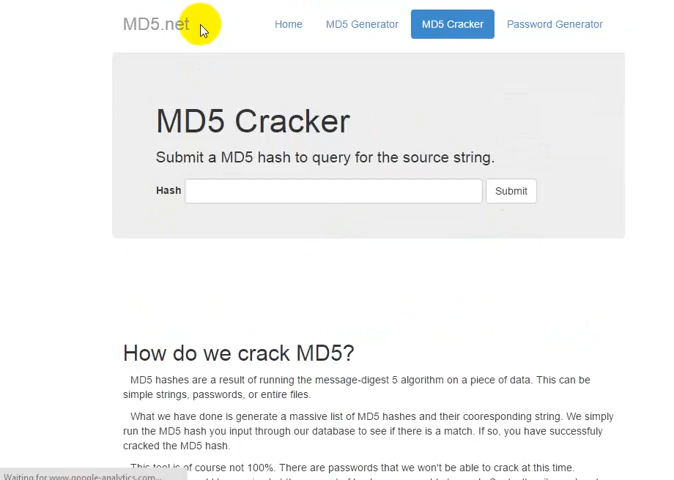 MD5.net Home MD5 Generator MD5 Cracker Password Generator
MD5 Cracker
Submit a MD5 hash to query for the source string.
Hash Submit
How do we crack MD5?
MD5 hashes are a result of running the message-digest 5 algorithm on a piece of data. This can be
simple strings, passwords, or entire files.
What we have done is generate a massive list of MD5 hashes and their cooresponding string. We simply
run the MD5 hash you input through our database to see if there is a match. If so, you have successfully
cracked the MD5 hash.
This tool is of course not 100%. There are passwords that we won't be able to crack at this time.
Waiting for www.google-analytics.com...